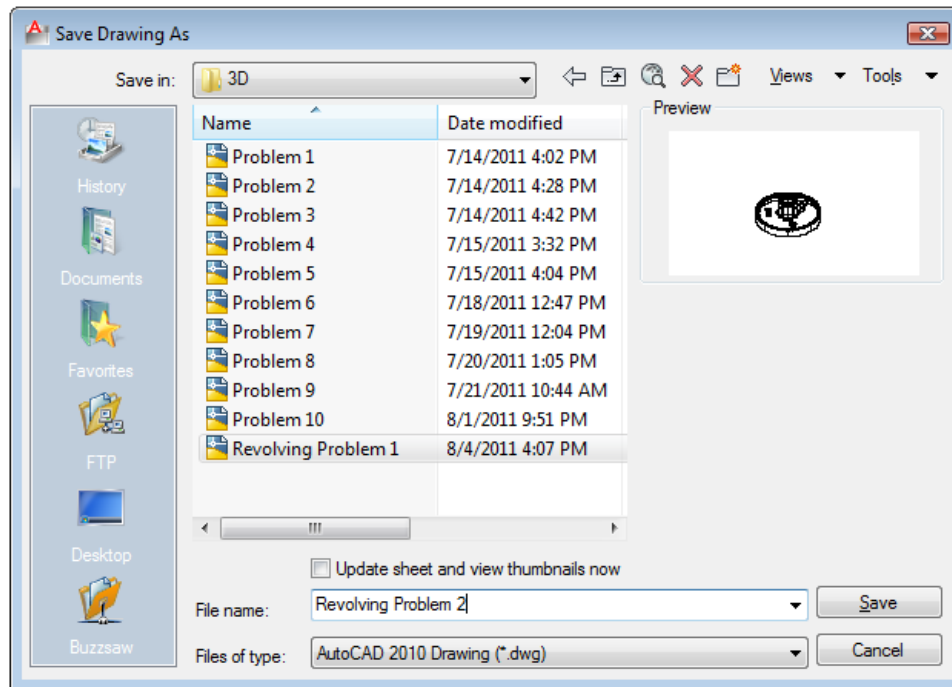 Save Drawing As
Save in: 3D Views Tools
Name Date modified Preview
Problem 1 7/14/2011 4:02 PM
Problem 2 7/14/2011 4:28 PM
Problem 3 7/14/2011 4:42 PM
Problem 4 7/15/2011 3:32 PM
Problem 5 7/15/2011 4:04 PM
Problem 6 7/18/2011 12:47 PM
Problem 7 7/19/2011 12:04 PM
Problem 8 7/20/2011 1:05 PM
Problem 9 7/21/2011 10:44 AM
Problem 10 8/1/2011 9:51 PM
Revolving Problem 1 8/4/2011 4:07 PM
History
Documents
Favorites
FTP
Desktop
Buzzsaw
Update sheet and view thumbnails now
File name: Revolving Problem 2 Save
Files of type: AutoCAD 2010 Drawing (*.dwg) Cancel